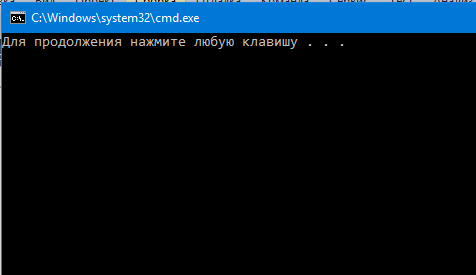 C:\Windows\system32\cmd.exe
Для продолжения нажмите любую клавишу . . .